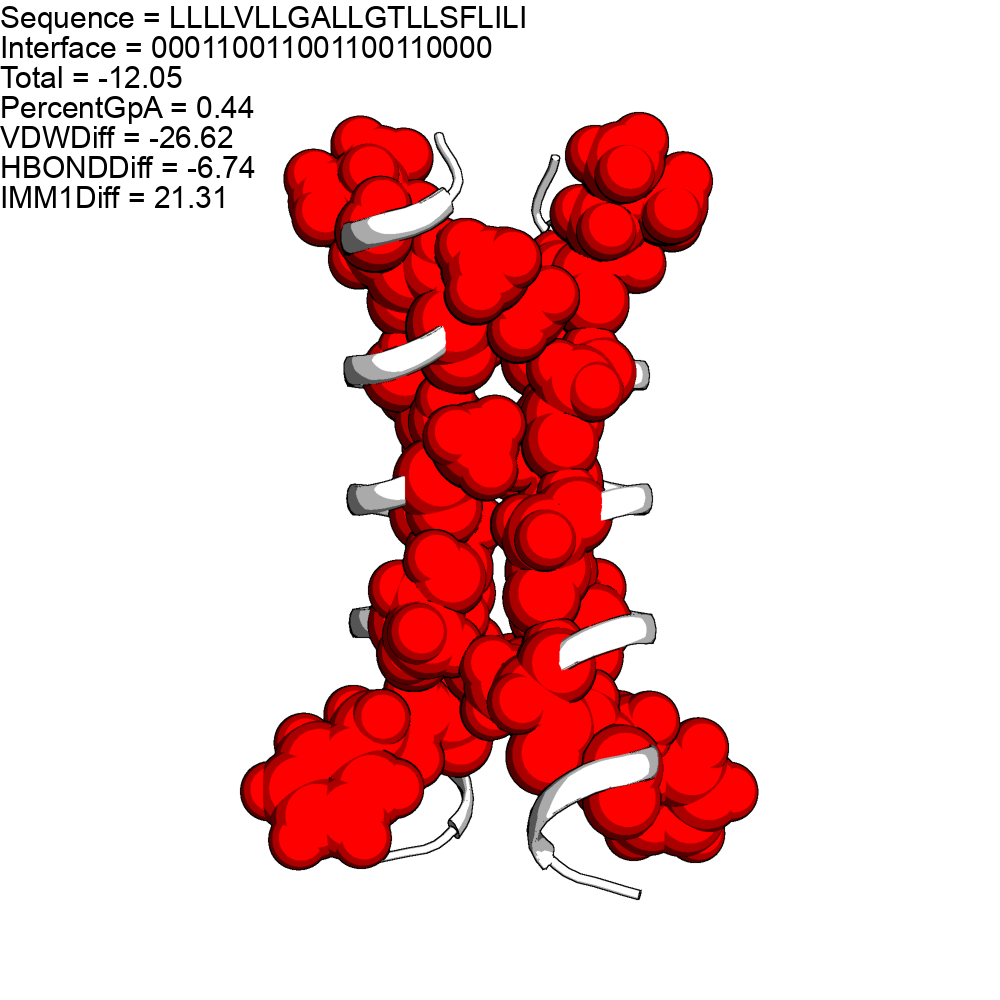 Sequence = LLLLVLLGALLGTLLSFLILI
Interface = 000110011001100110000
Total = -12.05
PercentGpA = 0.44
VDWDiff = -26.62
HBONDDiff = -6.74
IMM1Diff = 21.31